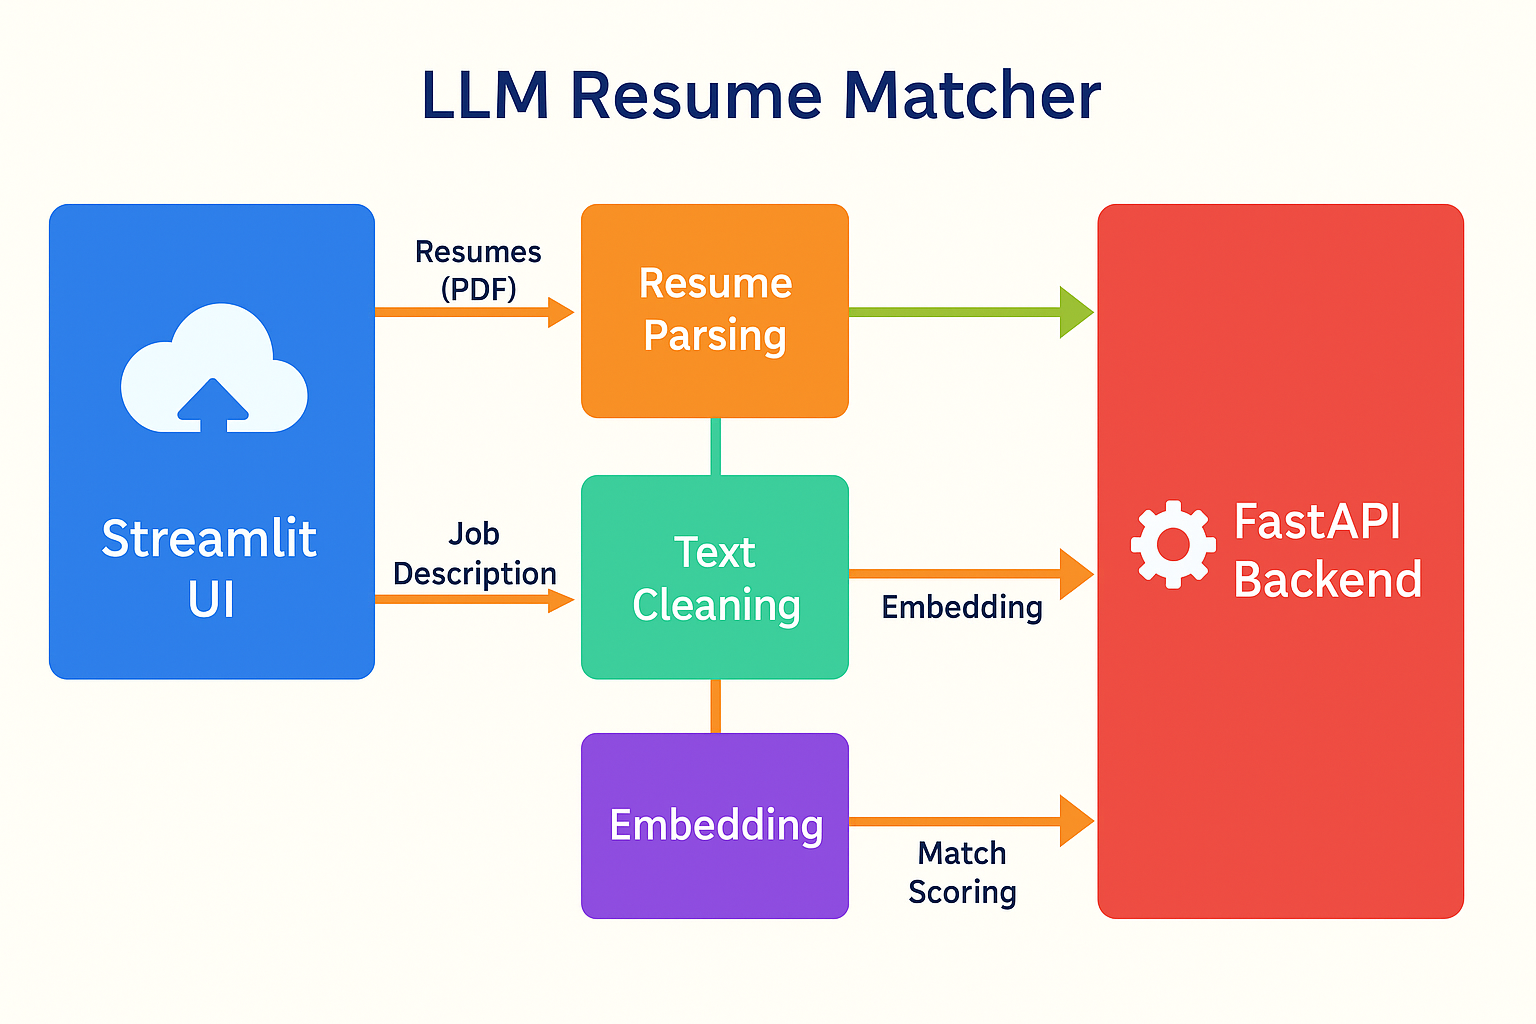 LLM Resume Matcher
Streamlit
UI
Resumes
(PDF)
Job
Description
Resume
Parsing
Text
Cleaning
Embedding
Embedding
Match
Scoring
FastAPI
Backend